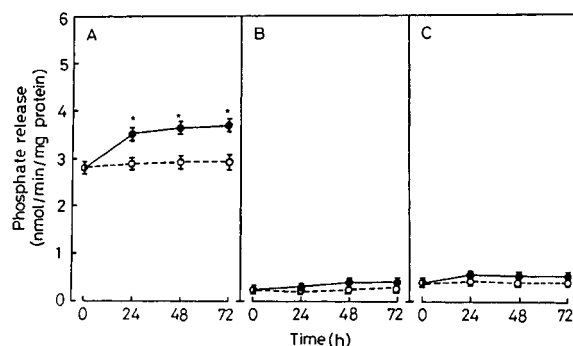 Phosphate release
(nmol/min/mg protein)
6
5
4
3
2
1
0
A
B
C
* * *
0 24 48 72
0 24 48 72
0 24 48 72
Time(h)